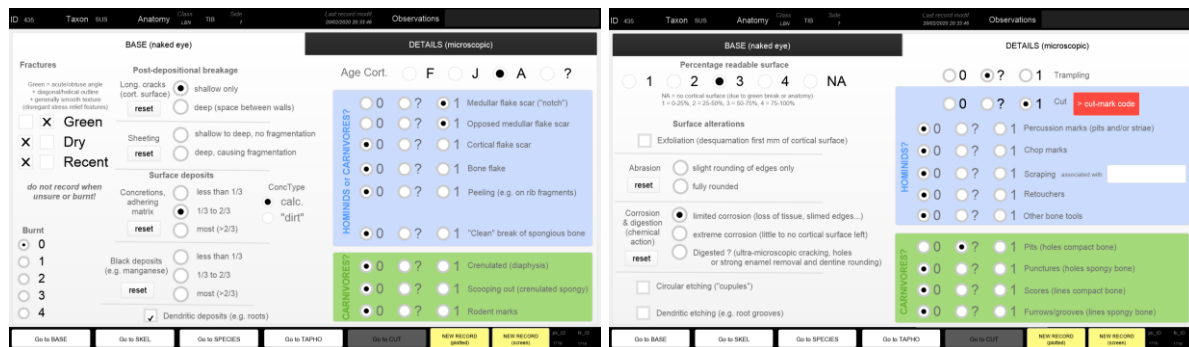 ID 435 Taxon SUS Anatomy Class LBN TIB Side ? Last record modif. 20/02/2020 20:33:46 Observations
BASE (naked eye)
DETAILS (microscopic)
Fractures
Green = acute/obtuse angle
+ diagonal/helical outline
+ generally smooth texture
(disregard stress relief features)
X Green
X Dry
X Recent
do not record when
unsure or burnt!
Burnt
0
1
2
3
4
Post-depositional breakage
Long. cracks
(cort. surface)
reset
shallow only
deep (space between walls)
Sheeting
reset
shallow to deep, no fragmentation
deep, causing fragmentation
Surface deposits
Concretions,
adhering
matrix
reset
less than 1/3
1/3 to 2/3
most (>2/3)
ConcType
calc.
"dirt"
Black deposits
(e.g. manganese)
reset
less than 1/3
1/3 to 2/3
most (>2/3)
Dendritic deposits (e.g. roots)
Age Cort. F J A ?
HOMINIDS or CARNIVORES?
0 ? 1 Medullar flake scar ("notch")
0 ? 1 Opposed medullar flake scar
0 ? 1 Cortical flake scar
0 ? 1 Bone flake
0 ? 1 Peeling (e.g. on rib fragments)
0 ? 1 "Clean" break of spongious bone
CARNIVORES?
0 ? 1 Crenulated (diaphysis)
0 ? 1 Scooping out (crenulated spongy)
0 ? 1 Rodent marks
Go to BASE Go to SKEL Go to SPECIES Go to TAPHO Go to CUT NEW RECORD (plotted) NEW RECORD (screen)
ID 435 Taxon SUS Anatomy Class LBN TIB Side ? Last record modif. 20/02/2020 20:33:46 Observations
BASE (naked eye)
DETAILS (microscopic)
Percentage readable surface
1 2 3 4 NA
NA = no cortical surface (due to green break or anatomy)
1 = 0-25%, 2 = 25-50%, 3 = 50-75%, 4 = 75-100%
Surface alterations
Exfoliation (desquamation first mm of cortical surface)
Abrasion
reset
slight rounding of edges only
fully rounded
Corrosion
& digestion
(chemical
action)
reset
limited corrosion (loss of tissue, slimed edges...)
extreme corrosion (little to no cortical surface left)
Digested ? (ultra-microscopic cracking, holes
or strong enamel removal and dentine rounding)
Circular etching ("cupules")
Dendritic etching (e.g. root grooves)
0 ? 1 Trampling
HOMINIDS?
0 ? 1 Cut > cut-mark code
0 ? 1 Percussion marks (pits and/or striae)
0 ? 1 Chop marks
0 ? 1 Scraping associated with
0 ? 1 Retouchers
0 ? 1 Other bone tools
CARNIVORES?
0 ? 1 Pits (holes compact bone)
0 ? 1 Punctures (holes spongy bone)
0 ? 1 Scores (lines compact bone)
0 ? 1 Furrows/grooves (lines spongy bone)
Go to BASE Go to SKEL Go to SPECIES Go to TAPHO Go to CUT NEW RECORD (plotted) NEW RECORD (screen)